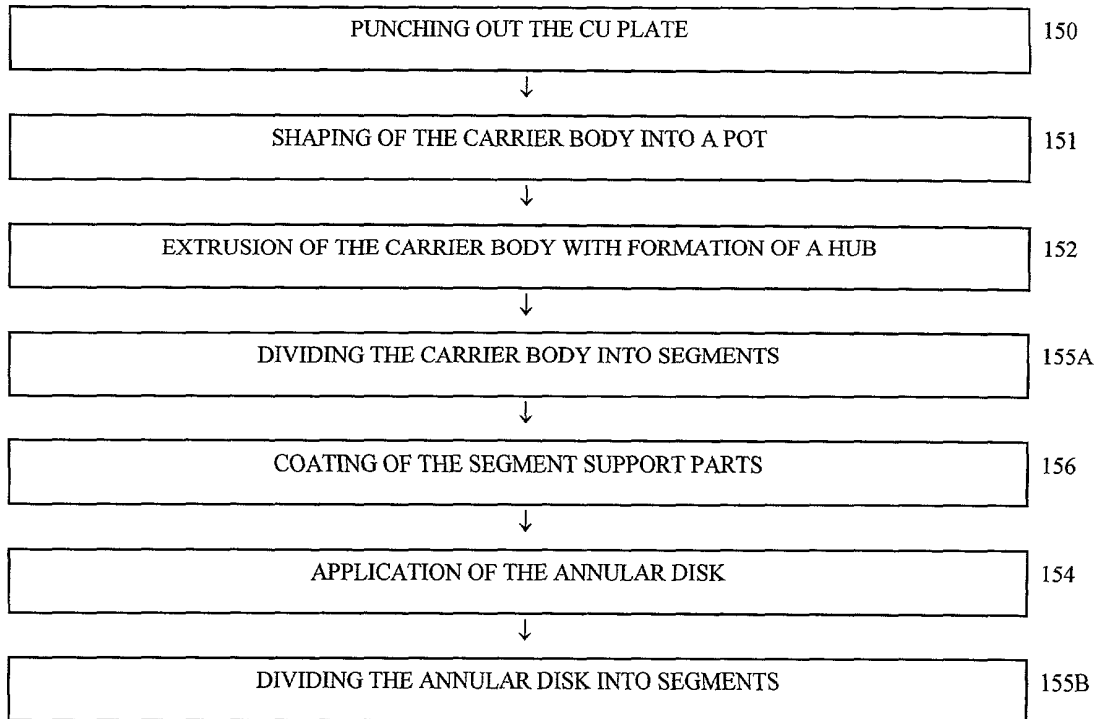 PUNCHING OUT THE CU PLATE 150
↓
SHAPING OF THE CARRIER BODY INTO A POT 151
↓
EXTRUSION OF THE CARRIER BODY WITH FORMATION OF A HUB 152
↓
DIVIDING THE CARRIER BODY INTO SEGMENTS 155A
↓
COATING OF THE SEGMENT SUPPORT PARTS 156
↓
APPLICATION OF THE ANNULAR DISK 154
↓
DIVIDING THE ANNULAR DISK INTO SEGMENTS 155B